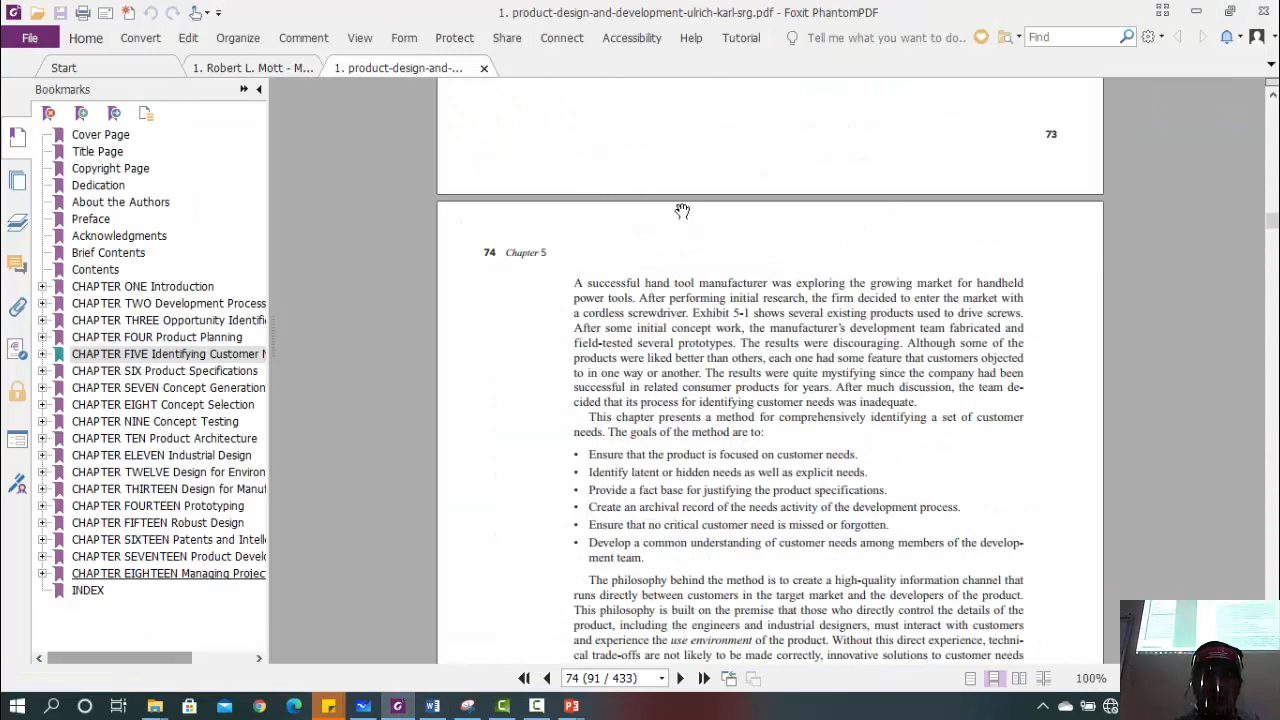 1. product-design-and-development-ulrich-karl-srg.pdf - Foxit PhantomPDF
File Home Convert Edit Organize Comment View Form Protect Share Connect Accessibility Help Tutorial Tell me what you want to do.. Find
Start 1. Robert L. Mott - M... 1. product-design-and-...
Bookmarks
Cover Page
Title Page
Copyright Page
Dedication
About the Authors
Preface
Acknowledgments
Brief Contents
Contents
CHAPTER ONE Introduction
CHAPTER TWO Development Process
CHAPTER THREE Opportunity Identifi
CHAPTER FOUR Product Planning
CHAPTER FIVE Identifying Customer N
CHAPTER SIX Product Specifications
CHAPTER SEVEN Concept Generation
CHAPTER EIGHT Concept Selection
CHAPTER NINE Concept Testing
CHAPTER TEN Product Architecture
CHAPTER ELEVEN Industrial Design
CHAPTER TWELVE Design for Environ
CHAPTER THIRTEEN Design for Manuf
CHAPTER FOURTEEN Prototyping
CHAPTER FIFTEEN Robust Design
CHAPTER SIXTEEN Patents and Intelle
CHAPTER SEVENTEEN Product Develo
CHAPTER EIGHTEEN Managing Project
INDEX
73
74 Chapter 5
A successful hand tool manufacturer was exploring the growing market for handheld
power tools. After performing initial research, the firm decided to enter the market with
a cordless screwdriver. Exhibit 5-1 shows several existing products used to drive screws.
After some initial concept work, the manufacturer's development team fabricated and
field-tested several prototypes. The results were discouraging. Although some of the
products were liked better than others, each one had some feature that customers objected
to in one way or another. The results were quite mystifying since the company had been
successful in related consumer products for years. After much discussion, the team de-
cided that its process for identifying customer needs was inadequate.
This chapter presents a method for comprehensively identifying a set of customer
needs. The goals of the method are to:
• Ensure that the product is focused on customer needs.
• Identify latent or hidden needs as well as explicit needs.
• Provide a fact base for justifying the product specifications.
• Create an archival record of the needs activity of the development process.
• Ensure that no critical customer need is missed or forgotten.
• Develop a common understanding of customer needs among members of the develop-
ment team.
The philosophy behind the method is to create a high-quality information channel that
runs directly between customers in the target market and the developers of the product.
This philosophy is built on the premise that those who directly control the details of the
product, including the engineers and industrial designers, must interact with customers
and experience the use environment of the product. Without this direct experience, techni-
cal trade-offs are not likely to be made correctly, innovative solutions to customer needs
74 (91 / 433)
100%